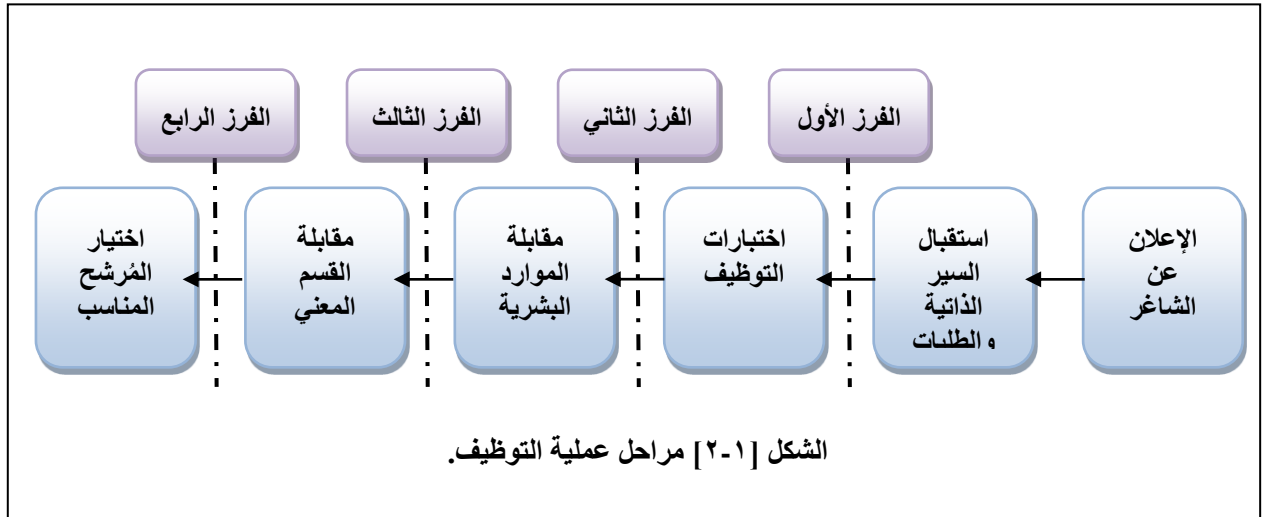 الفرز الأول
الفرز الثاني
الفرز الثالث
الفرز الرابع
الإعلان
عن
الشاغر
استقبال
السير
الذاتية
والطلبات
اختبارات
التوظيف
مقابلة
الموارد
البشرية
مقابلة
القسم
المعني
اختيار
المُرشح
المناسب
الشكل [١-٢] مراحل عملية التوظيف.